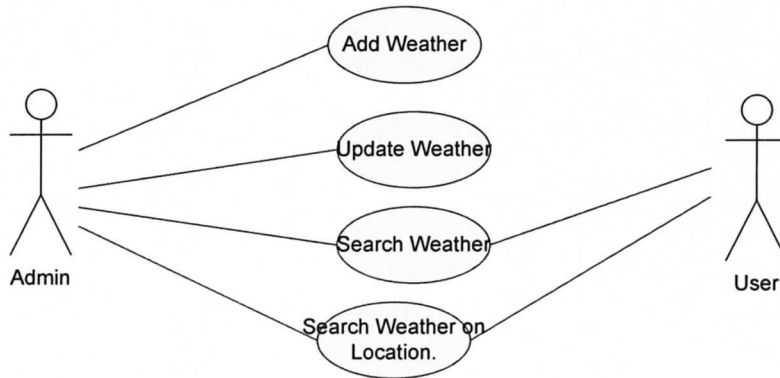 Add Weather
Update Weather
Search Weather
Admin
User
Search Weather on
Location.